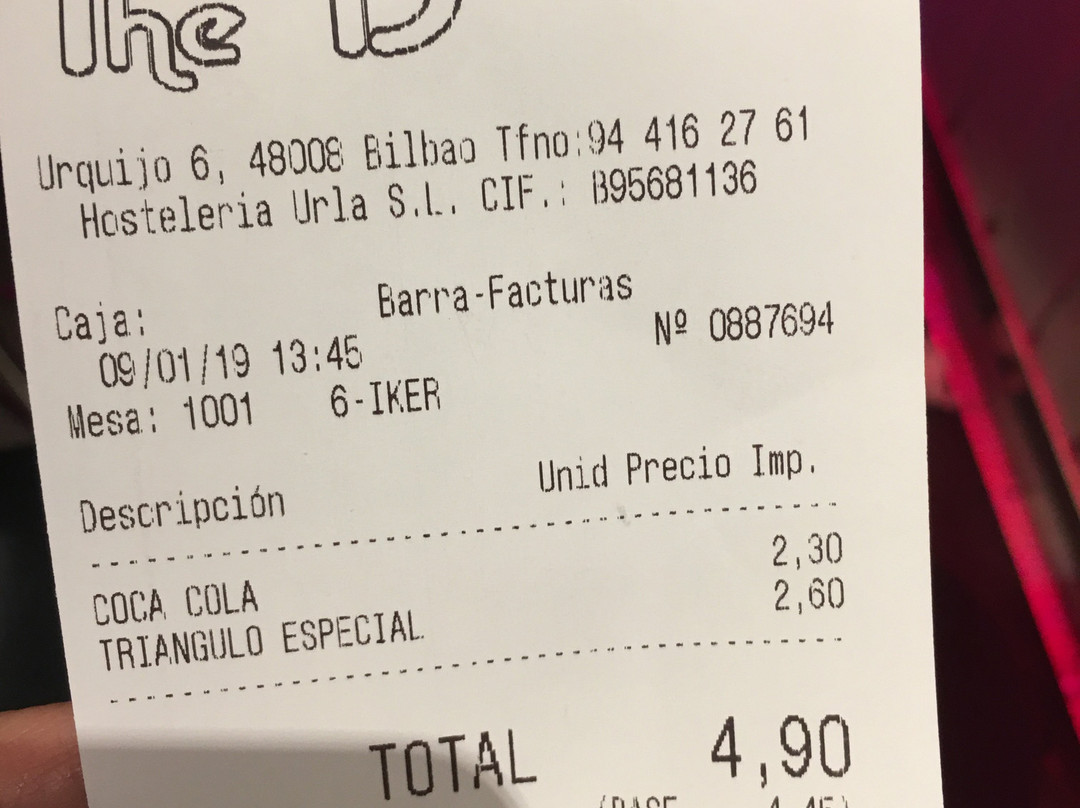 The
Urquijo 6, 48008 Bilbao Tfno:94 416 27 61
Hosteleria Urla S.L. CIF.: B95681136
Barra-Facturas
Caja:
Nº 0887694
09/01/19 13:45
Mesa: 1001 6-IKER
Descripción Unid Precio Imp.
COCA COLA 2,30
TRIANGULO ESPECIAL 2,60
TOTAL 4,90